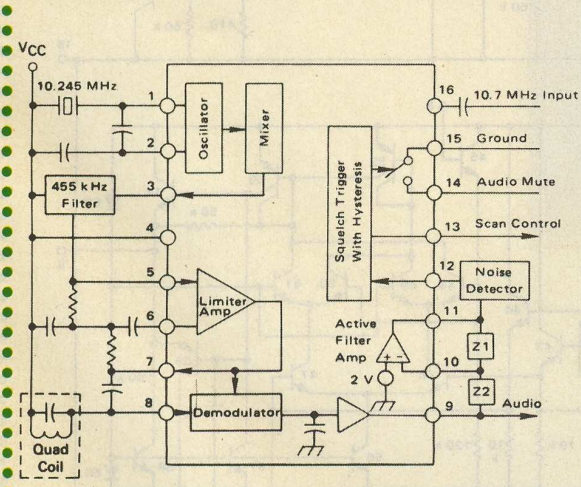 VCC
10.245 MHz
1
2
455 kHz
Filter
3
4
5
6
7
8
Quad
Coil
Oscillator
Mixer
Limiter
Amp
Demodulator
Squelch Trigger
With Hysteresis
Active
Filter
Amp
+ -
2 V
16
10.7 MHz Input
15
Ground
14
Audio Mute
13
Scan Control
12
Noise
Detector
11
Z1
10
Z2
9
Audio